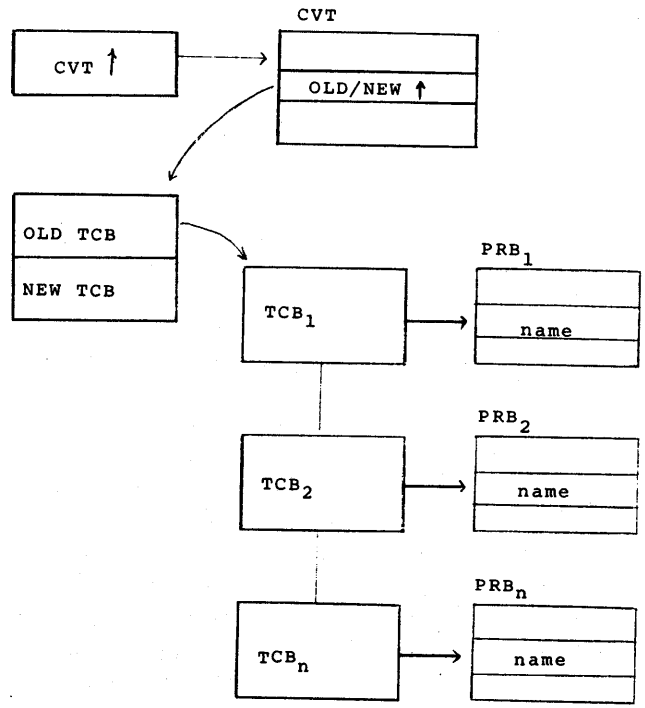 CVT
CVT ↑
OLD/NEW ↑
OLD TCB
NEW TCB
PRB1
TCB1
name
PRB2
TCB2
name
PRBn
TCBn
name